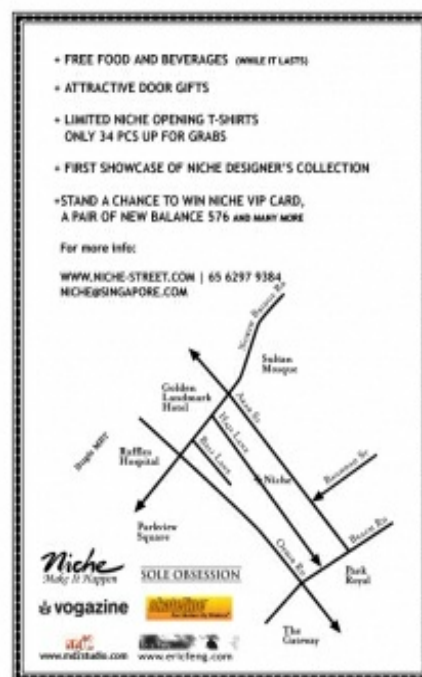 + FREE FOOD AND BEVERAGES (WHILE IT LASTS)
+ ATTRACTIVE DOOR GIFTS
+ LIMITED NICHE OPENING T-SHIRTS
ONLY 34 PCS UP FOR GRABS
+ FIRST SHOWCASE OF NICHE DESIGNER'S COLLECTION
+STAND A CHANCE TO WIN NICHE VIP CARD,
A PAIR OF NEW BALANCE 576 AND MANY MORE
For more info:
WWW.NICHE-STREET.COM | 65 6297 9384
NICHE@SINGAPORE.COM
North Bridge Rd
Sultan
Mosque
Golden
Landmark
Hotel
Arab St
Haji Lane
Bali Lane
Bugis MRT
Raffles
Hospital
Niche
Baghdad St
Parkview
Square
Ophir Rd
Beach Rd
Park
Royal
The
Gateway
Niche
Make It Happen
SOLE OBSESSION
vogazine
www.ericfeng.com